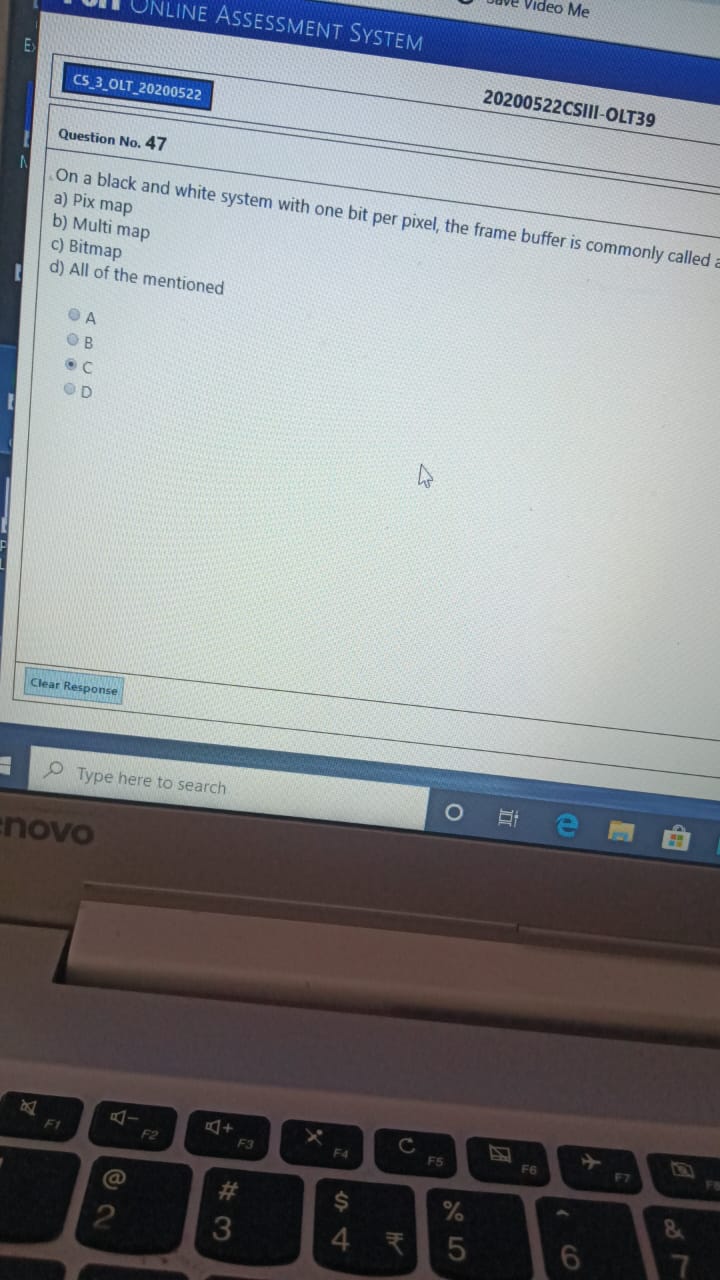 Save Video Me
ONLINE ASSESSMENT SYSTEM
CS_3_OLT_20200522
20200522CSIII-OLT39
Question No. 47
On a black and white system with one bit per pixel, the frame buffer is commonly called a
a) Pix map
b) Multi map
c) Bitmap
d) All of the mentioned
A
B
C
D
Clear Response
Type here to search
enovo
F1 F2 F3 F4 F5 F6 F7
@ # $ % ^ &
2 3 4 ₹ 5 6 7